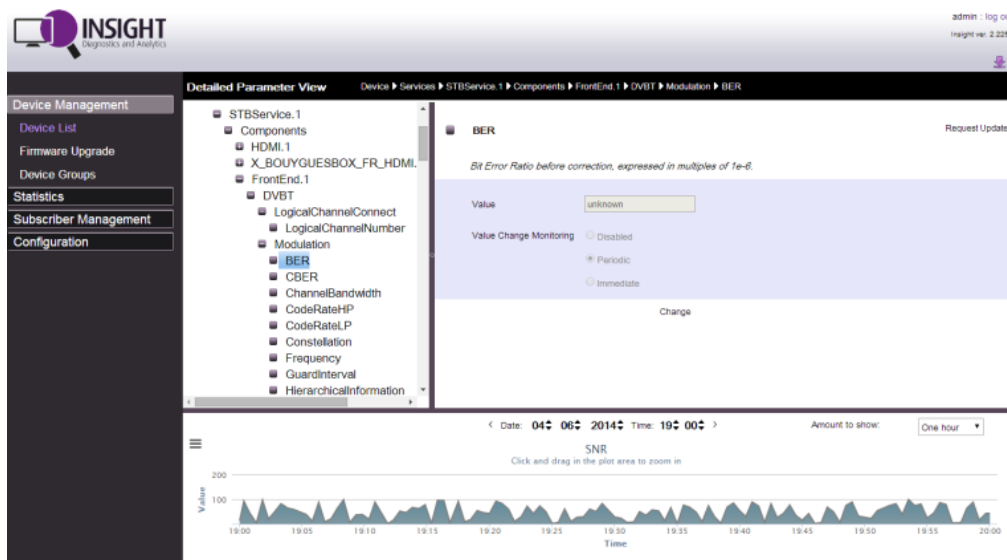 INSIGHT
Diagnostics and Analytics
admin : log
Insight ver. 2.22
Device Management
Device List
Firmware Upgrade
Device Groups
Statistics
Subscriber Management
Configuration
Detailed Parameter View
Device Services STBService.1 Components FrontEnd.1 DVBT Modulation BER
STBService.1
Components
HDMI.1
X_BOUYGUESBOX_FR_HDMI.
FrontEnd.1
DVBT
LogicalChannelConnect
LogicalChannelNumber
Modulation
BER
CBER
ChannelBandwidth
CodeRateHP
CodeRateLP
Constellation
Frequency
GuardInterval
HierarchicalInformation
BER
Request Update
Bit Error Ratio before correction, expressed in multiples of 1e-6.
Value unknown
Value Change Monitoring Disabled
Periodic
Immediate
Change
Date: 04 06 2014 Time: 19 00
Amount to show: One hour
SNR
Click and drag in the plot area to zoom in
200
100
Value
19:00 19:05 19:10 19:15 19:20 19:25 19:30 19:35 19:40 19:45 19:50 19:55 20:00
Time